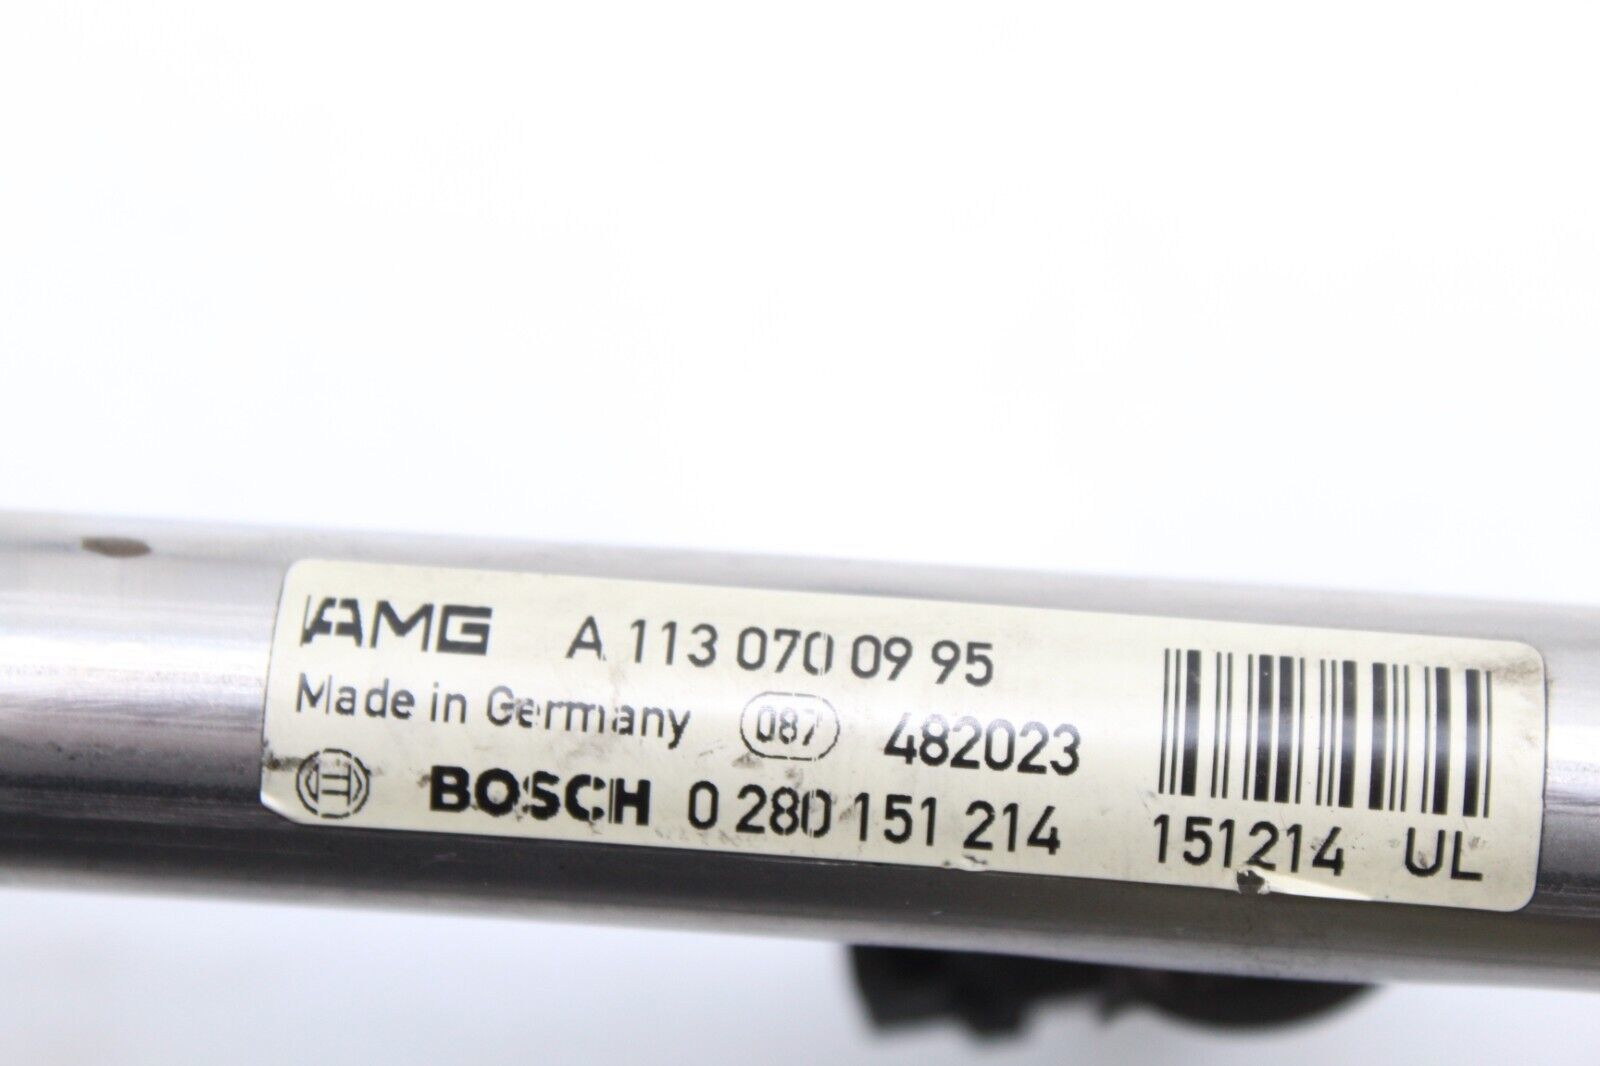 AMG A 113 070 09 95
Made in Germany 087 482023
BOSCH 0 280 151 214 151214 UL